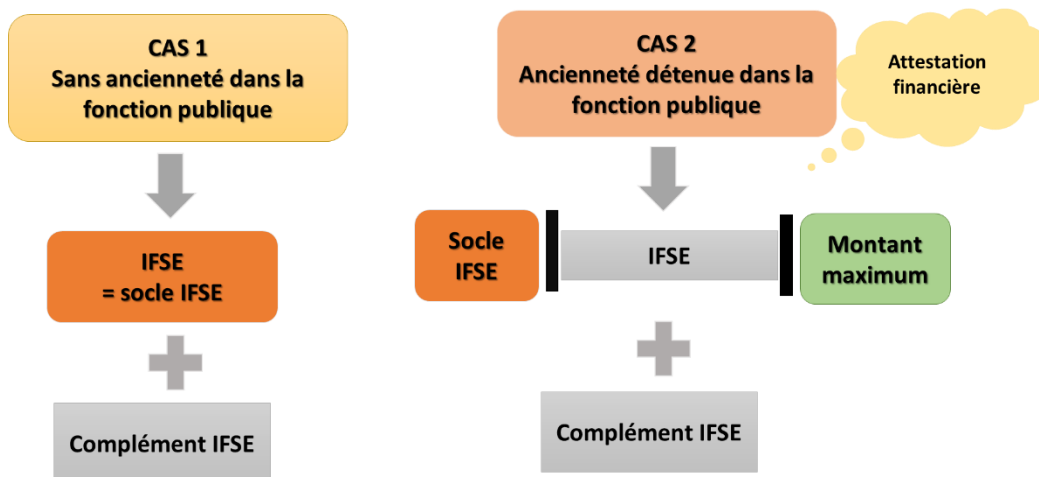 CAS 1
Sans ancienneté dans la
fonction publique
IFSE
= socle IFSE
Complément IFSE
CAS 2
Ancienneté détenue dans la
fonction publique
Attestation
financière
Socle
IFSE
IFSE
Montant
maximum
Complément IFSE